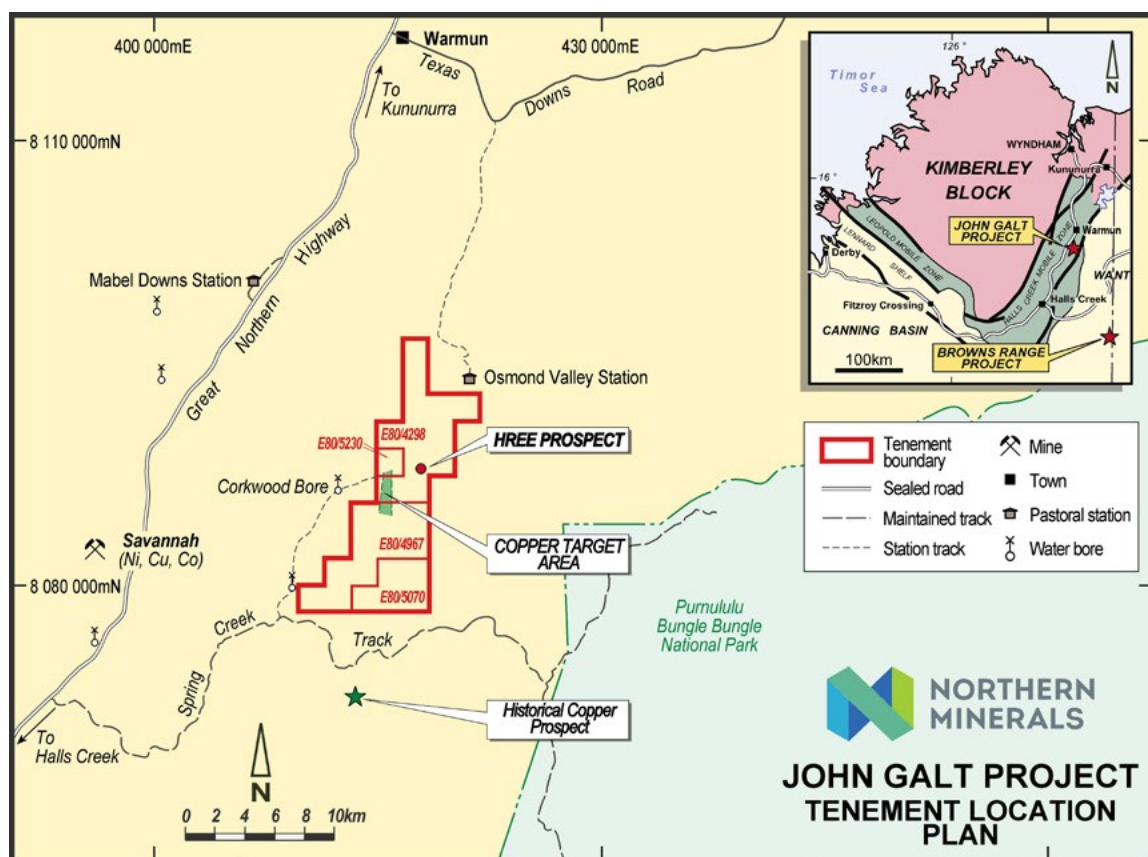 400 000mE
430 000mE
Warmun
Texas
Downs
Road
To
Kununurra
8 110 000mN
Great
Northern
Highway
Mabel Downs Station
Osmond Valley Station
E80/4298
E80/5230
HREE PROSPECT
Corkwood Bore
COPPER TARGET
AREA
E80/4967
E80/5070
Savannah
(Ni, Cu, Co)
8 080 000mN
Spring
Creek
Track
Historical Copper
Prospect
To
Halls Creek
N
0 2 4 6 8 10km
Purnululu
Bungle Bungle
National Park
126°
Timor
Sea
N
WYNDHAM
KIMBERLEY
BLOCK
Kununurra
16°
JOHN GALT
PROJECT
Warmun
LEOPOLD MOBILE ZONE
LENNARD
SHELF
Derby
HALLS CREEK MOBILE ZONE
WANT
Fitzroy Crossing
Halls Creek
CANNING BASIN
BROWNS RANGE
PROJECT
100km
Tenement
boundary
Sealed road
Maintained track
Station track
Mine
Town
Pastoral station
Water bore
NORTHERN
MINERALS
JOHN GALT PROJECT
TENEMENT LOCATION
PLAN